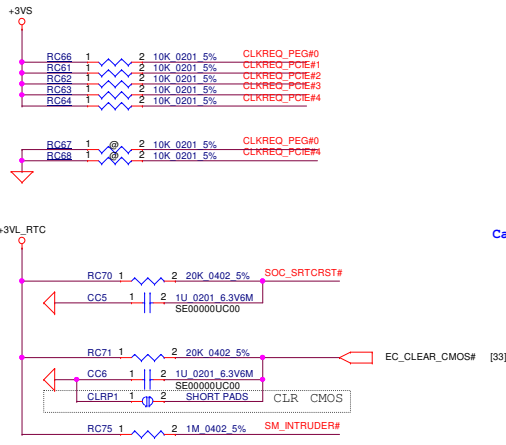 +3VS
RC66 1 2 10K_0201_5% CLKREQ_PEG#0
RC61 1 2 10K_0201_5% CLKREQ_PCIE#1
RC62 1 2 10K_0201_5% CLKREQ_PCIE#2
RC63 1 2 10K_0201_5% CLKREQ_PCIE#3
RC64 1 2 10K_0201_5% CLKREQ_PCIE#4
RC67 1 @ 2 10K_0201_5% CLKREQ_PEG#0
RC68 1 @ 2 10K_0201_5% CLKREQ_PCIE#4
+3VL_RTC
Ca
RC70 1 2 20K_0402_5% SOC_SRTCRST#
CC5 1 2 1U_0201_6.3V6M
SE00000UC00
RC71 1 2 20K_0402_5% EC_CLEAR_CMOS# [33]
CC6 1 2 1U_0201_6.3V6M
SE00000UC00
CLRP1 1 2 SHORT PADS CLR CMOS
RC75 1 2 1M_0402_5% SM_INTRUDER#